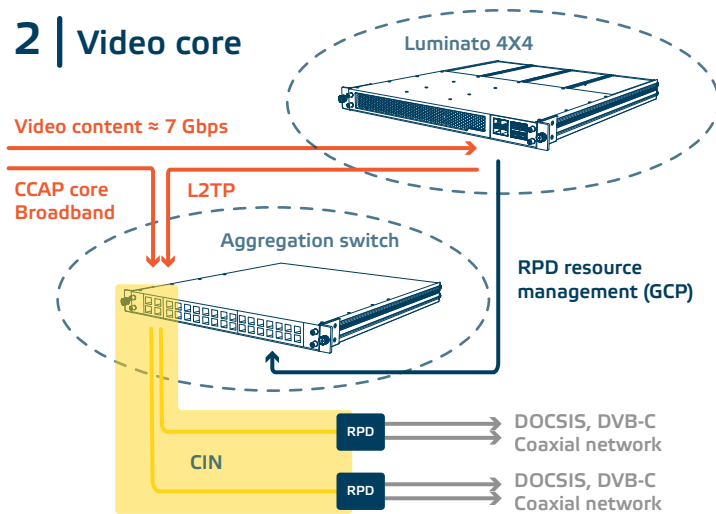 2 | Video core
Luminato 4X4
Video content ≈ 7 Gbps
CCAP core
Broadband
L2TP
Aggregation switch
RPD resource
management (GCP)
RPD
DOCSIS, DVB-C
Coaxial network
CIN
RPD
DOCSIS, DVB-C
Coaxial network